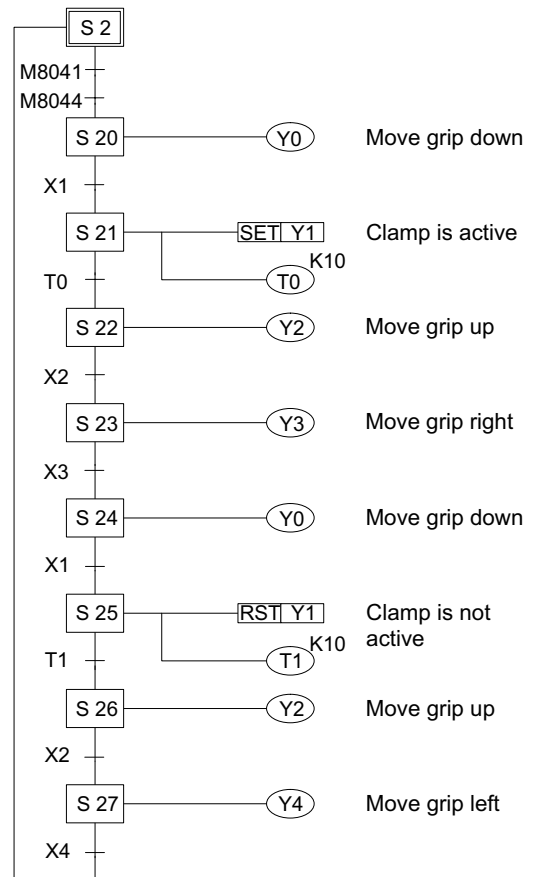 S 2
M8041
M8044
S 20 Y0 Move grip down
X1
S 21 SET Y1 Clamp is active
K10
T0 T0
S 22 Y2 Move grip up
X2
S 23 Y3 Move grip right
X3
S 24 Y0 Move grip down
X1
S 25 RST Y1 Clamp is not
active
K10
T1 T1
S 26 Y2 Move grip up
X2
S 27 Y4 Move grip left
X4